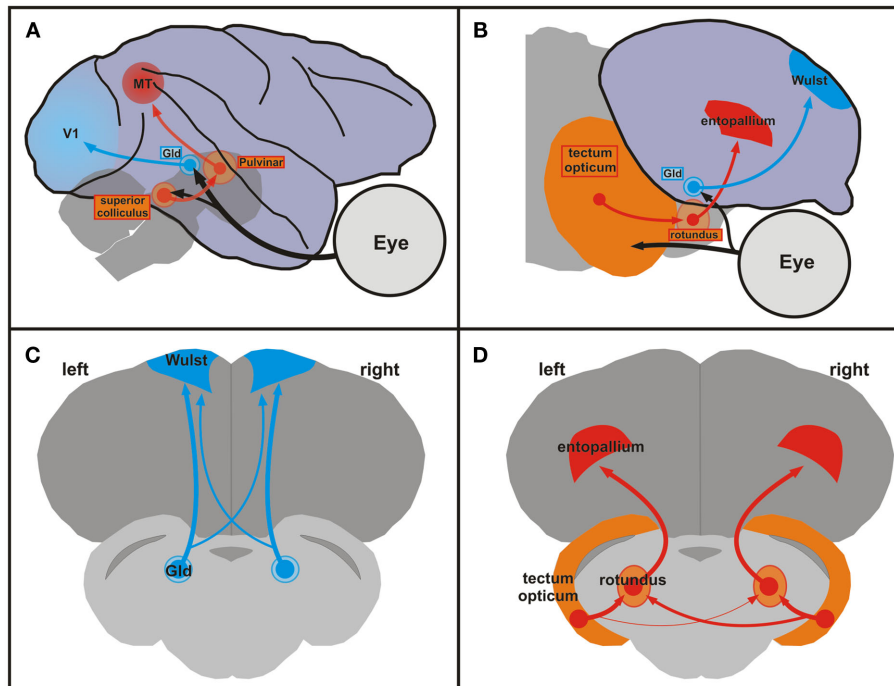 A
MT
V1
Gld
Pulvinar
superior
colliculus
Eye
B
Wulst
entopallium
tectum
opticum
Gld
rotundus
Eye
C
Wulst
left
right
Gld
D
left
right
entopallium
tectum
opticum
rotundus